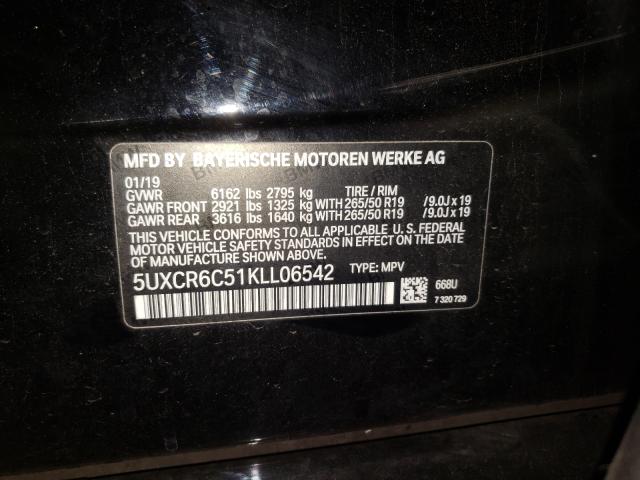 MFD BY BAYERISCHE MOTOREN WERKE AG
01/19
GVWR 6162 lbs 2795 kg TIRE / RIM
GAWR FRONT 2921 lbs 1325 kg WITH 265/50 R19 /9.0J x 19
GAWR REAR 3616 lbs 1640 kg WITH 265/50 R19 /9.0J x 19
THIS VEHICLE CONFORMS TO ALL APPLICABLE U. S. FEDERAL
MOTOR VEHICLE SAFETY STANDARDS IN EFFECT ON THE DATE OF
MANUFACTURE SHOWN ABOVE.
5UXCR6C51KLL06542 TYPE: MPV
668U
7 320 729